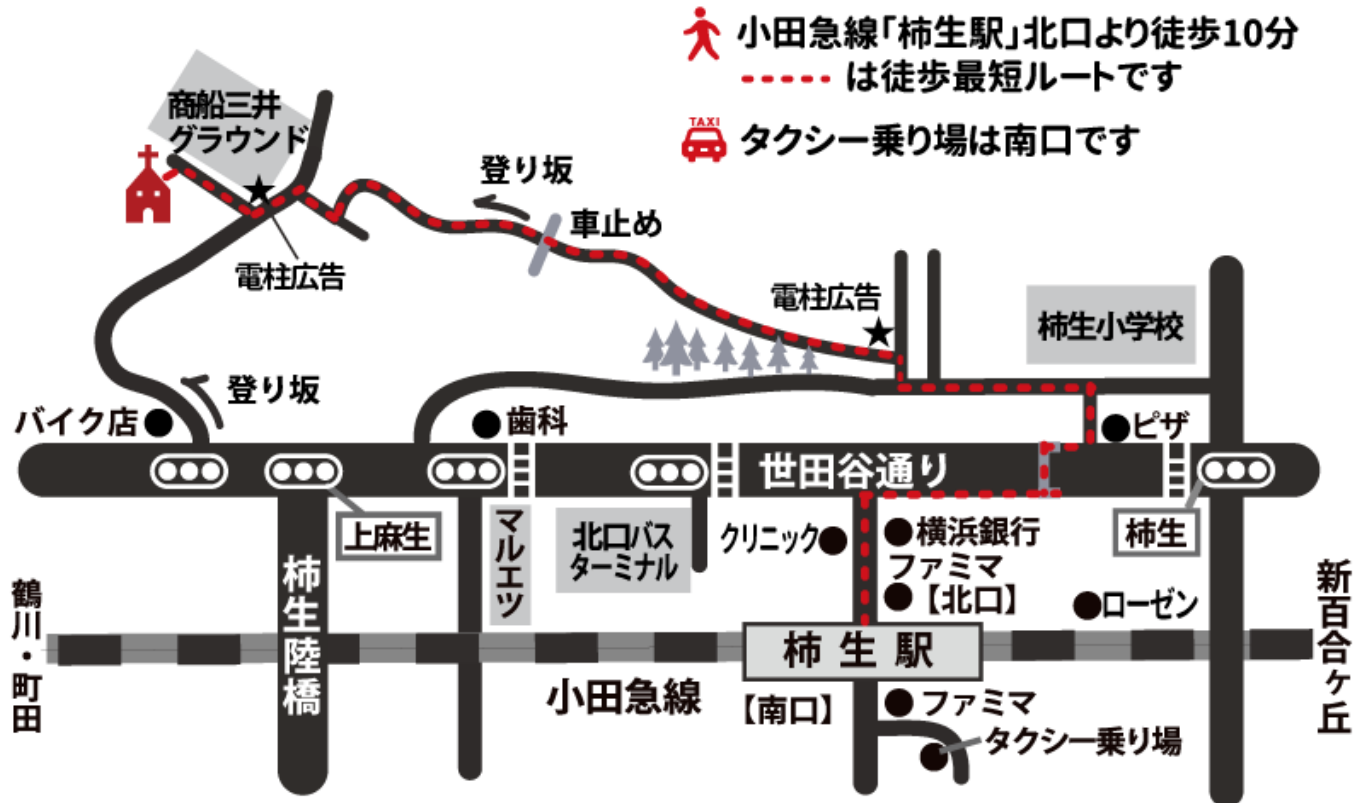 小田急線「柿生駅」北口より徒歩10分
は徒歩最短ルートです
TAXI
タクシー乗り場は南口です
商船三井
グラウンド
登り坂
車止め
電柱広告
電柱広告
柿生小学校
登り坂
バイク店
歯科
ピザ
世田谷通り
上麻生
マルエツ
北口バス
ターミナル
クリニック
横浜銀行
ファミマ
【北口】
柿生
ローゼン
鶴川・町田
柿生陸橋
新百合ヶ丘
柿生駅
小田急線
【南口】
ファミマ
タクシー乗り場